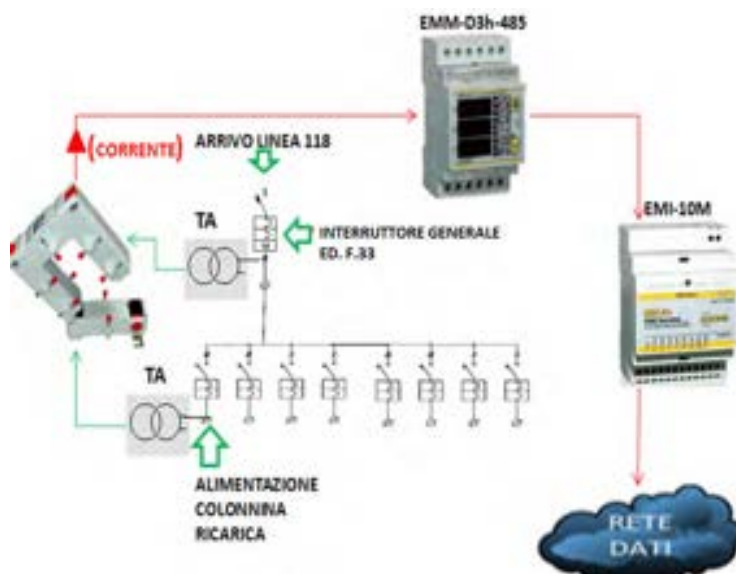 EMM-D3h-485
(CORRENTE)
ARRIVO LINEA 118
EMI-10M
TA
INTERRUTTORE GENERALE
ED. F.33
TA
ALIMENTAZIONE
COLONNINA
RICARICA
RETE
DATI